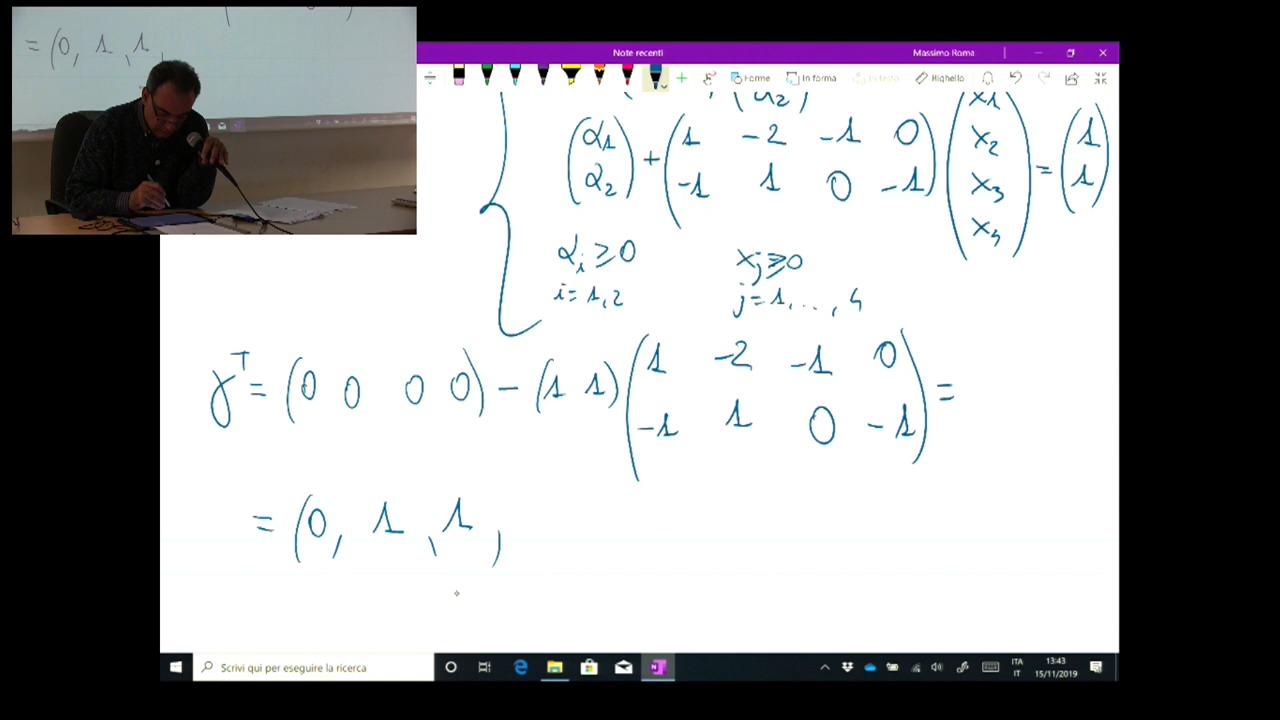 = (0, 1, 1,
Note recenti
Massimo Roma
Forme
In forma
In testo
Righello
(α1 α2) + (1 -2 -1 0
-1 1 0 -1) (x1 x2 x3 x4) = (1 1)
αi ≥ 0 xj ≥ 0
i = 1, 2 j = 1, ..., 4
γ^T = (0 0 0 0) - (1 1) (1 -2 -1 0
-1 1 0 -1) =
= (0, 1, 1,
Scrivi qui per eseguire la ricerca
ITA
IT
13:43
15/11/2019